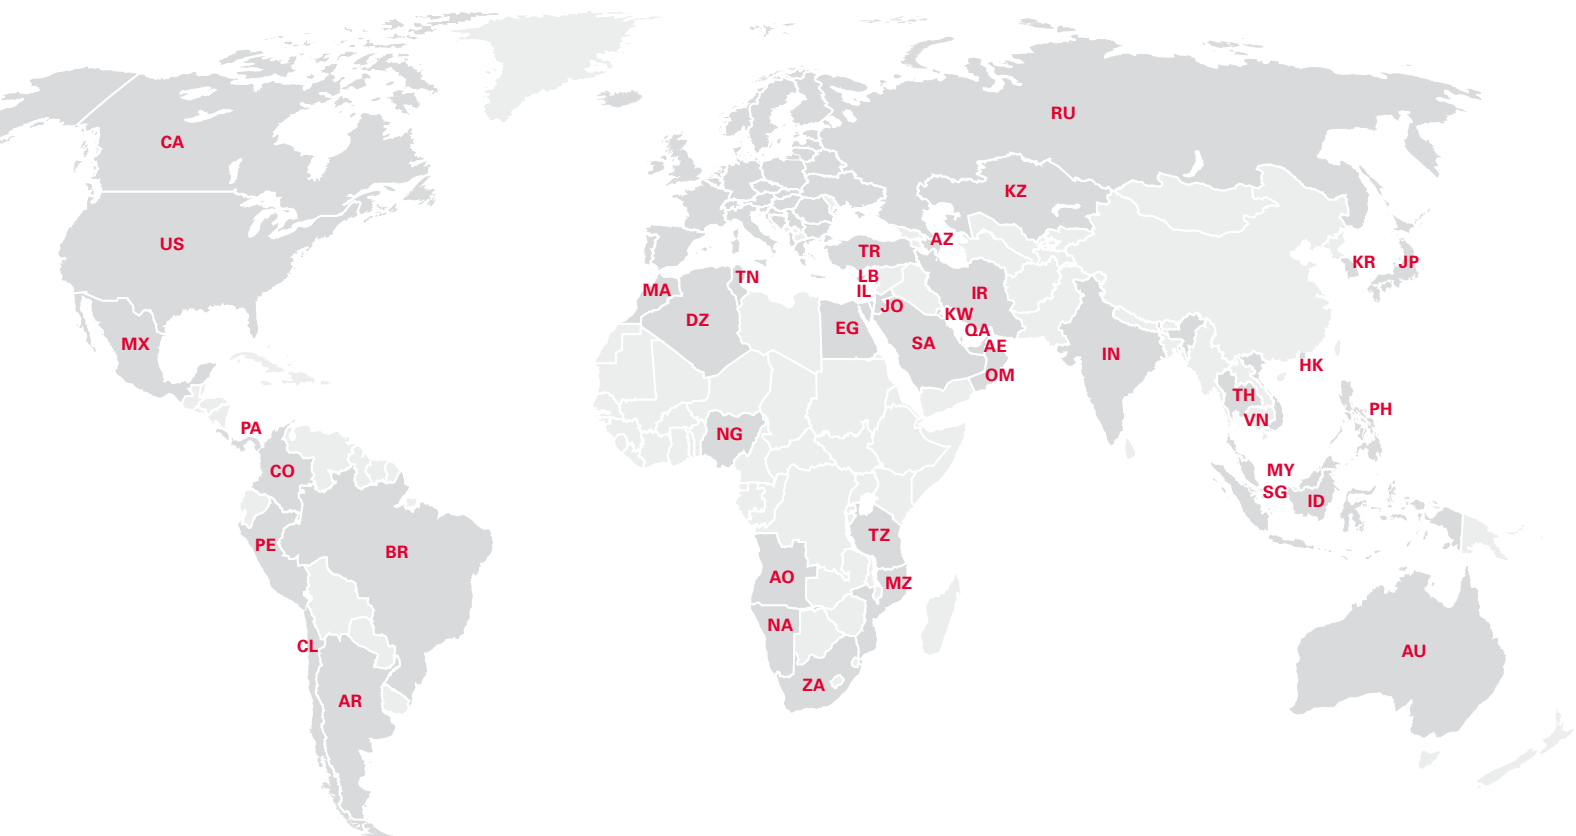 RU
CA
KZ
US
AZ
TR
KR
JP
LB
TN
IL
MA
IR
JO
KW
DZ
EG
QA
MX
SA
AE
IN
HK
OM
TH
PH
VN
PA
NG
CO
MY
SG
ID
TZ
PE
BR
AO
MZ
NA
CL
AU
ZA
AR